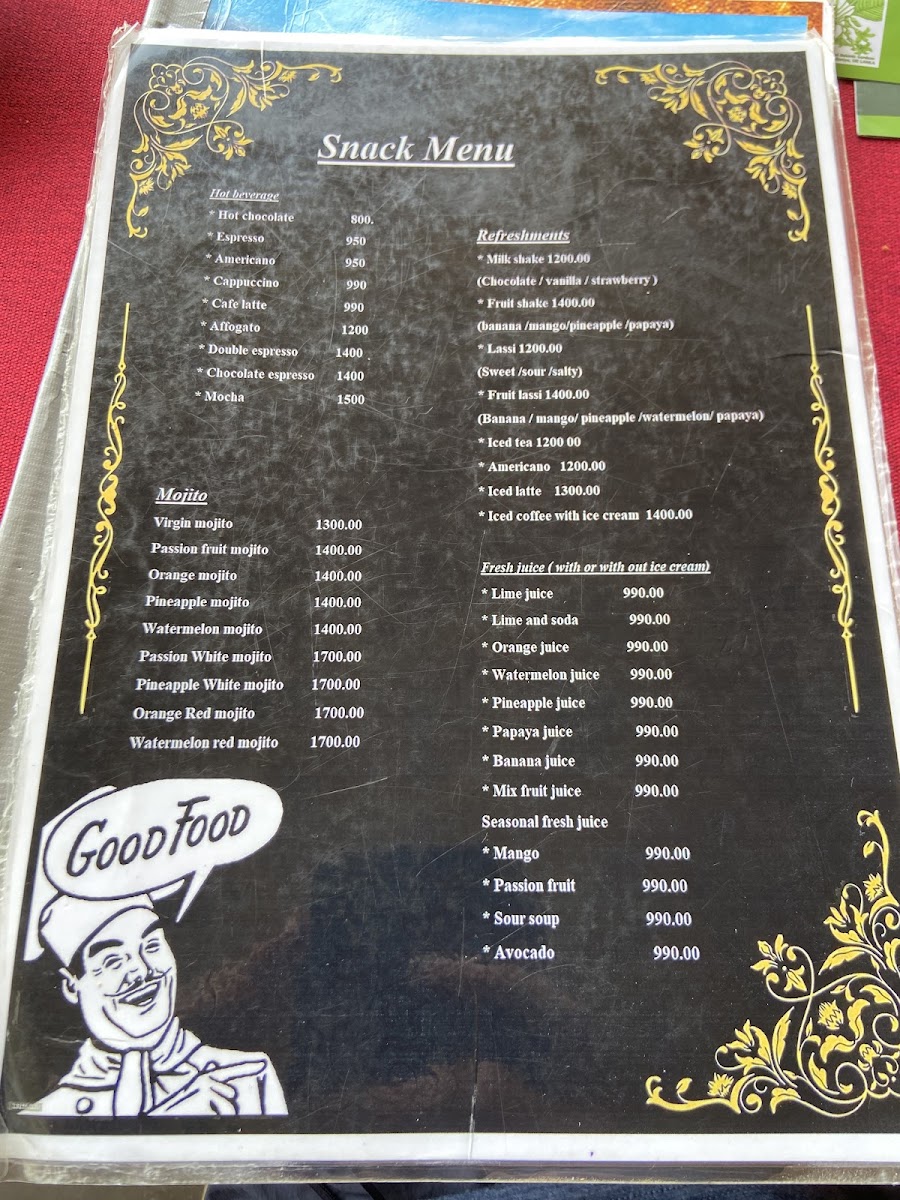 Snack Menu
Hot beverage
* Hot chocolate 800.
* Espresso 950
* Americano 950
* Cappuccino 990
* Cafe latte 990
* Affogato 1200
* Double espresso 1400
* Chocolate espresso 1400
* Mocha 1500
Mojito
Virgin mojito 1300.00
Passion fruit mojito 1400.00
Orange mojito 1400.00
Pineapple mojito 1400.00
Watermelon mojito 1400.00
Passion White mojito 1700.00
Pineapple White mojito 1700.00
Orange Red mojito 1700.00
Watermelon red mojito 1700.00
GOOD FOOD
Refreshments
* Milk shake 1200.00
(Chocolate / vanilla / strawberry )
* Fruit shake 1400.00
(banana /mango/pineapple /papaya)
* Lassi 1200.00
(Sweet /sour /salty)
* Fruit lassi 1400.00
(Banana / mango/ pineapple /watermelon/ papaya)
* Iced tea 1200 00
* Americano 1200.00
* Iced latte 1300.00
* Iced coffee with ice cream 1400.00
Fresh juice ( with or with out ice cream)
* Lime juice 990.00
* Lime and soda 990.00
* Orange juice 990.00
* Watermelon juice 990.00
* Pineapple juice 990.00
* Papaya juice 990.00
* Banana juice 990.00
* Mix fruit juice 990.00
Seasonal fresh juice
* Mango 990.00
* Passion fruit 990.00
* Sour soup 990.00
* Avocado 990.00